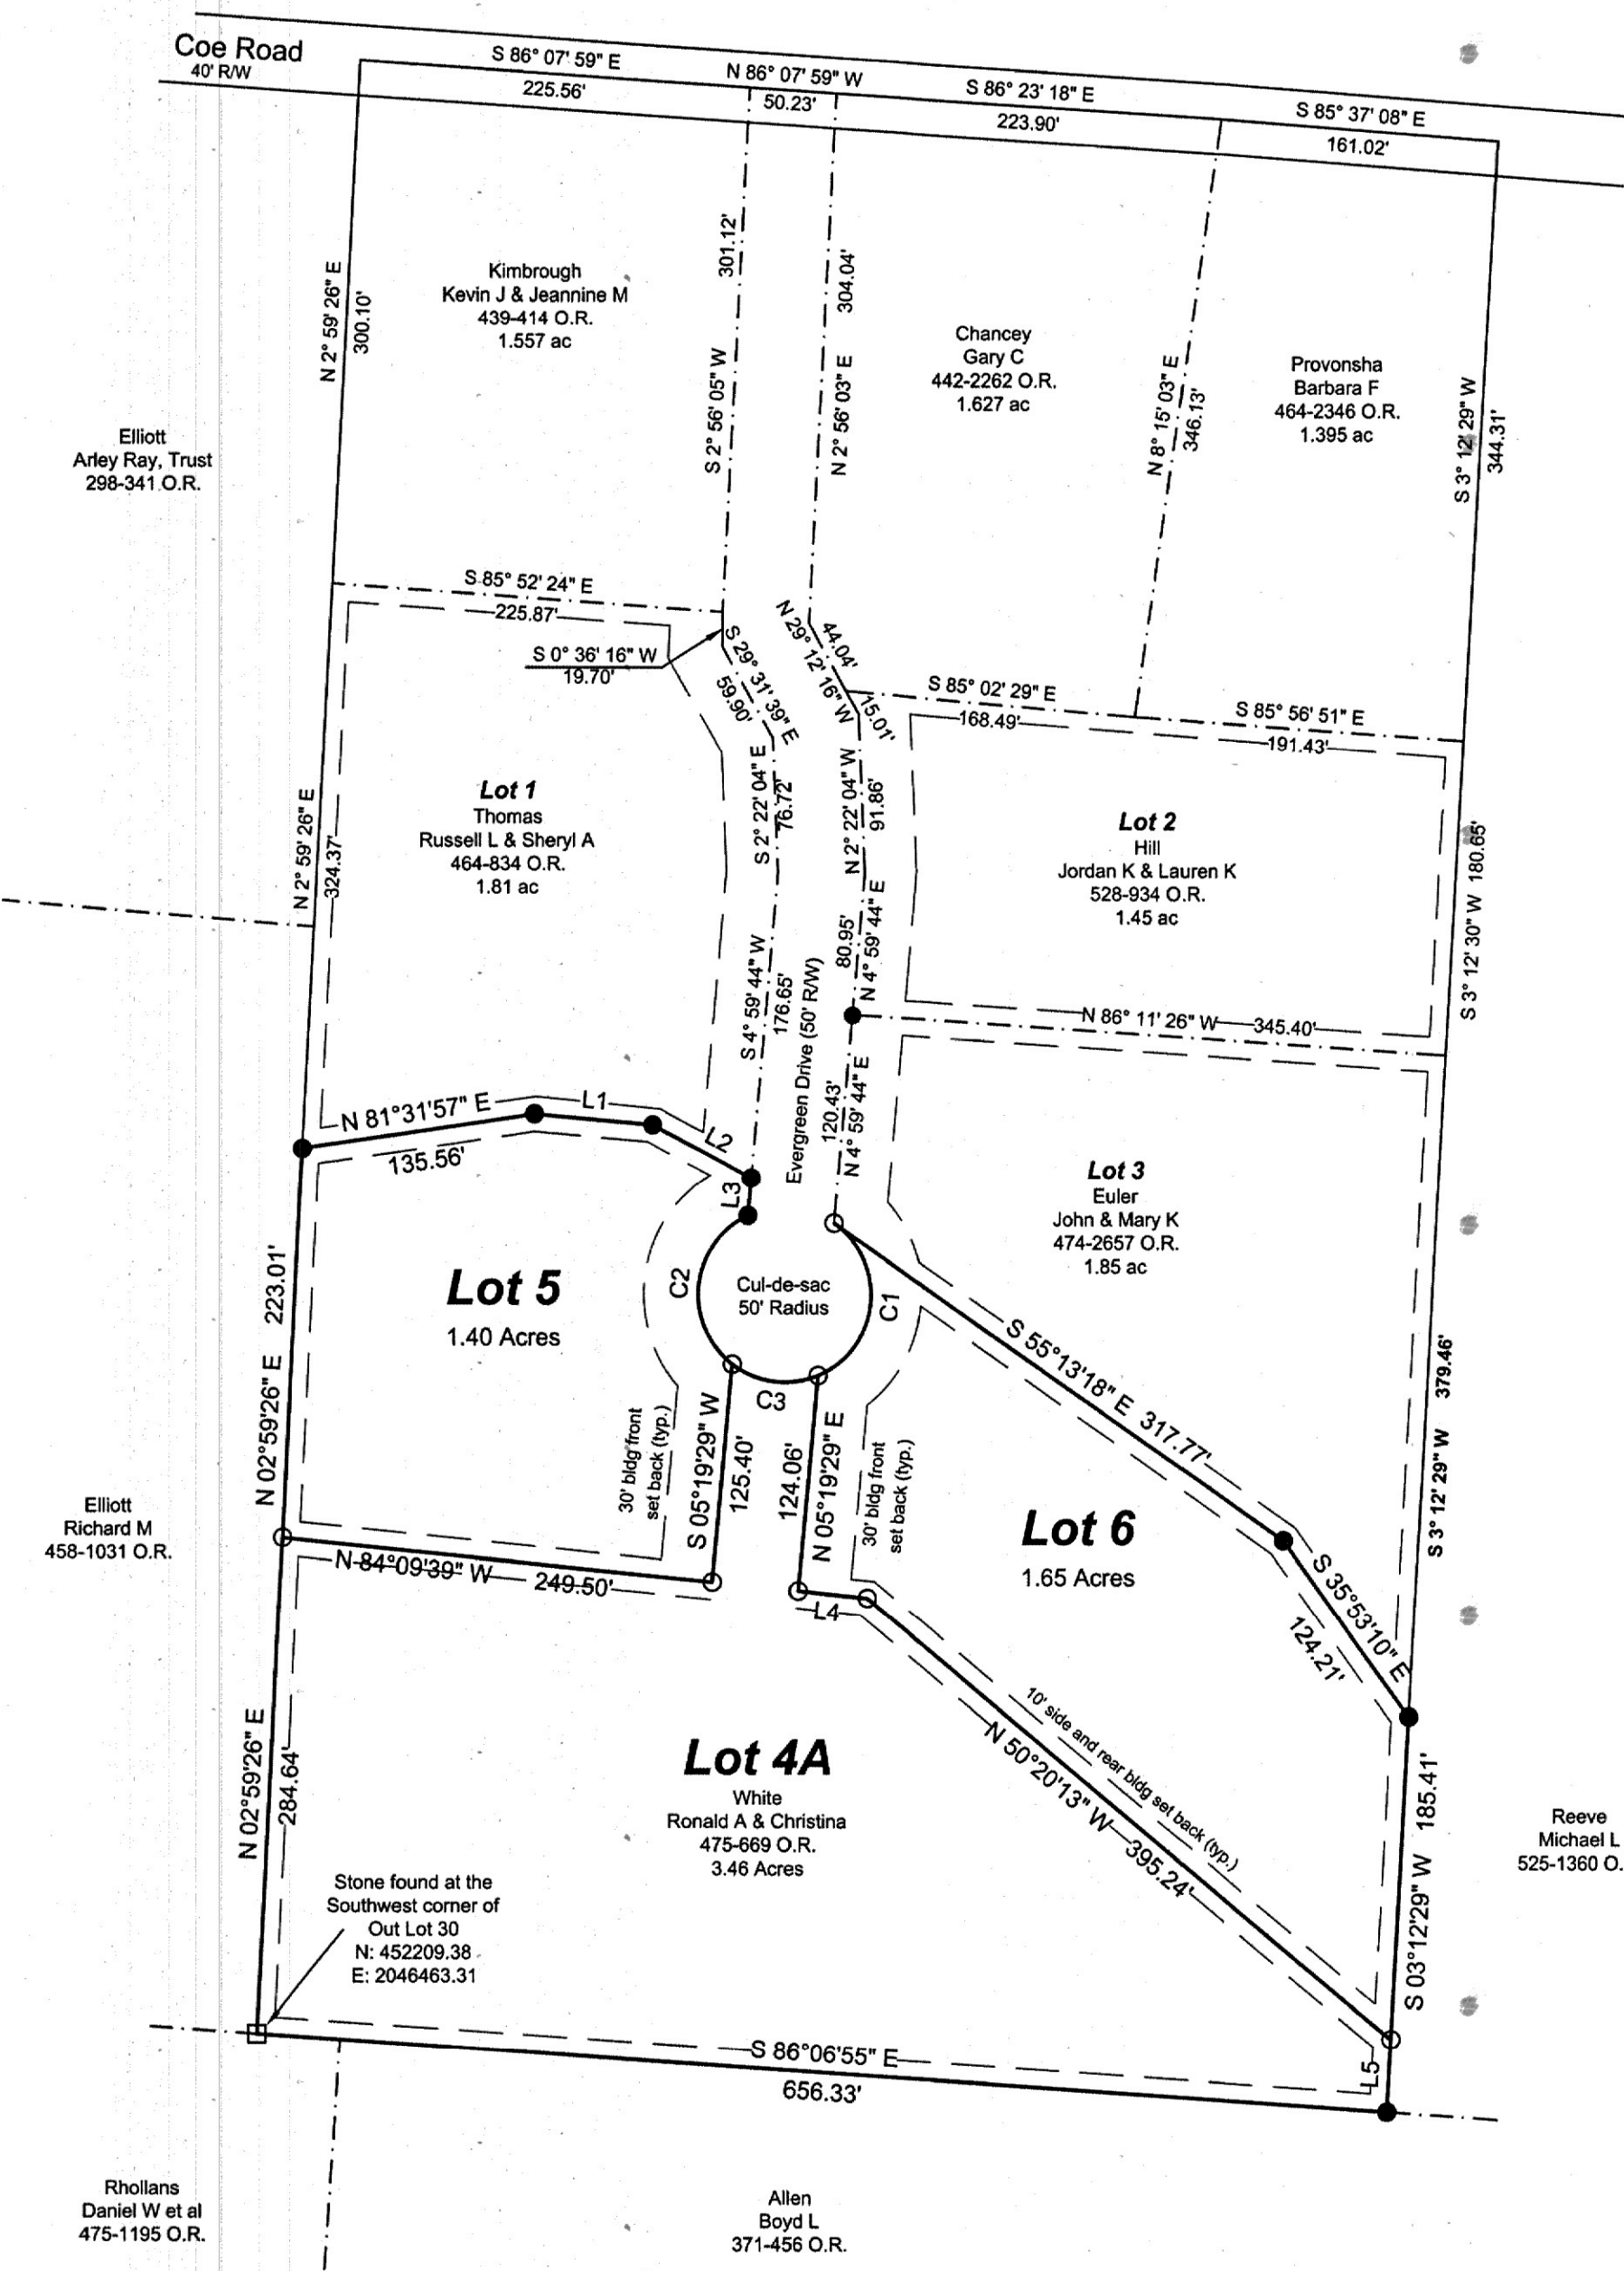 Coe Road
40' R/W
S 86° 07' 59" E
225.56'
N 86° 07' 59" W
50.23'
S 86° 23' 18" E
223.90'
S 85° 37' 08" E
161.02'
N 2° 59' 26" E
300.10'
Kimbrough
Kevin J & Jeannine M
439-414 O.R.
1.557 ac
S 2° 56' 05" W
301.12'
N 2° 56' 03" E
304.04'
Chancey
Gary C
442-2262 O.R.
1.627 ac
N 8° 15' 03" E
346.13'
Provonsha
Barbara F
464-2346 O.R.
1.395 ac
S 3° 12' 29" W
344.31'
Elliott
Arley Ray, Trust
298-341 O.R.
S 85° 52' 24" E
225.87'
S 0° 36' 16" W
19.70'
S 29° 31' 39" E
59.90'
N 29° 12' 16" W
44.04'
15.01'
S 85° 02' 29" E
168.49'
S 85° 56' 51" E
191.43'
N 2° 59' 26" E
324.37'
Lot 1
Thomas
Russell L & Sheryl A
464-834 O.R.
1.81 ac
S 2° 22' 04" E
76.72'
N 2° 22' 04" W
91.86'
Lot 2
Hill
Jordan K & Lauren K
528-934 O.R.
1.45 ac
S 3° 12' 30" W 180.65'
S 4° 59' 44" W
176.65'
Evergreen Drive (50' R/W)
80.95'
N 4° 59' 44" E
N 86° 11' 26" W 345.40'
120.43'
N 4° 59' 44" E
N 81°31'57" E
135.56'
L1
L2
L3
Lot 3
Euler
John & Mary K
474-2657 O.R.
1.85 ac
S 3° 12' 29" W 379.46'
N 02°59'26" E 223.01'
Lot 5
1.40 Acres
C2
Cul-de-sac
50' Radius
C1
C3
S 55°13'18" E 317.77'
30' bldg front
set back (typ.)
S 05°19'29" W
125.40'
124.06'
N 05°19'29" E
30' bldg front
set back (typ.)
Lot 6
1.65 Acres
S 35°53'10" E
124.21'
Elliott
Richard M
458-1031 O.R.
N 84°09'39" W 249.50'
L4
10' side and rear bldg set back (typ.)
N 50°20'13" W 395.24'
N 02°59'26" E
284.64'
Lot 4A
White
Ronald A & Christina
475-669 O.R.
3.46 Acres
S 03°12'29" W 185.41'
Reeve
Michael L
525-1360 O.
Stone found at the
Southwest corner of
Out Lot 30
N: 452209.38
E: 2046463.31
S 86°06'55" E
656.33'
L5
Rhollans
Daniel W et al
475-1195 O.R.
Allen
Boyd L
371-456 O.R.